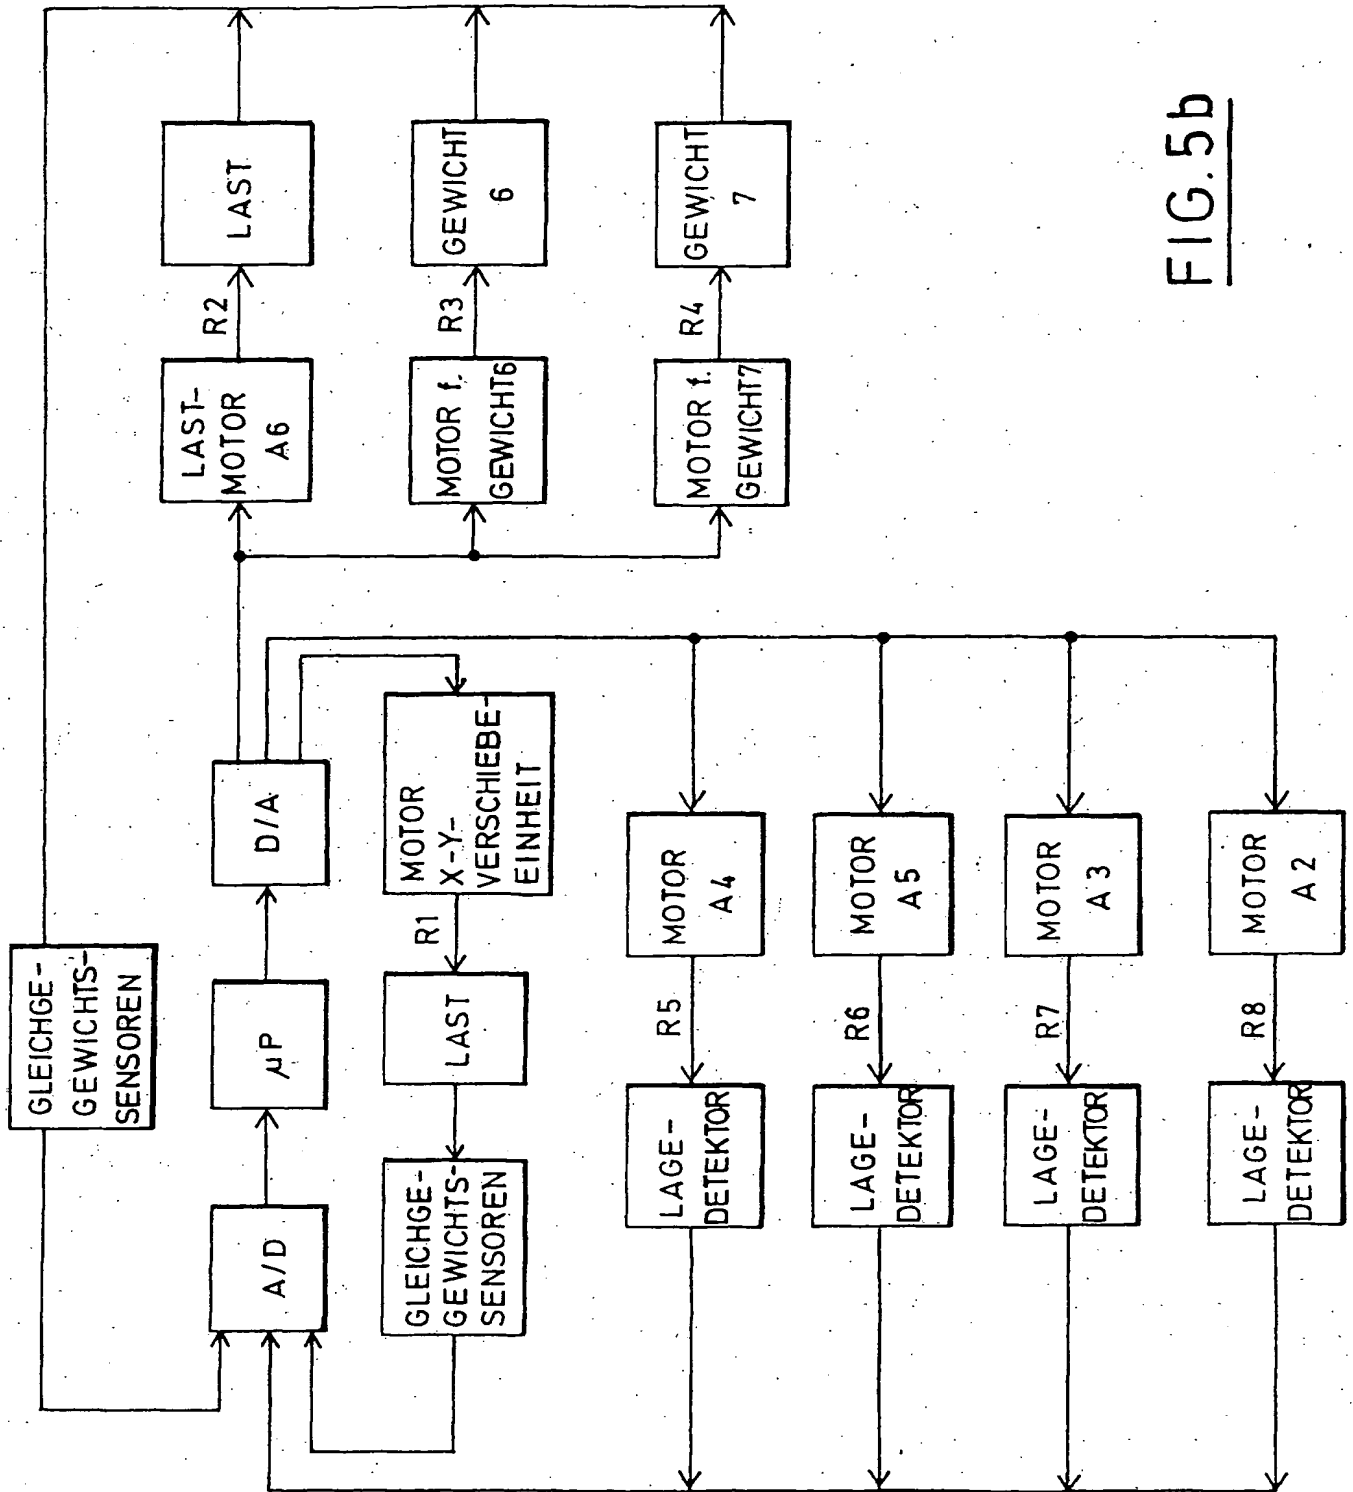 GLEICHGE-
GEWICHTS-
SENSOREN
A/D
µP
D/A
LAST-
MOTOR
A6
R2
LAST
GLEICHGE-
GEWICHTS-
SENSOREN
LAST
R1
MOTOR
X-Y-
VERSCHIEBE-
EINHEIT
MOTOR f.
GEWICHT6
R3
GEWICHT
6
MOTOR f.
GEWICHT7
R4
GEWICHT
7
LAGE-
DETEKTOR
R5
MOTOR
A4
LAGE-
DETEKTOR
R6
MOTOR
A5
LAGE-
DETEKTOR
R7
MOTOR
A3
LAGE-
DETEKTOR
R8
MOTOR
A2
FIG.5b